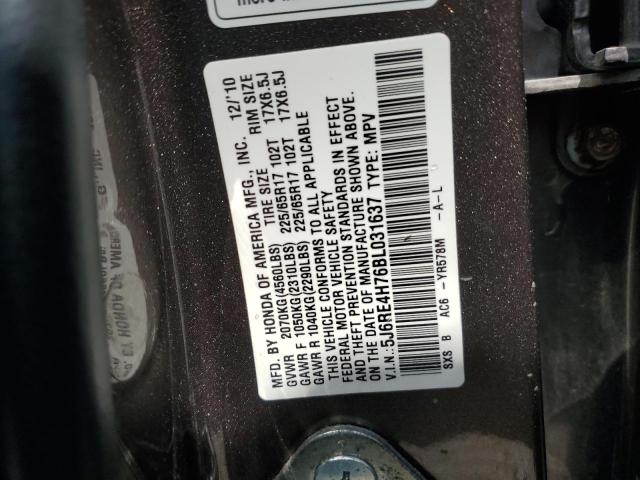 MFD. BY HONDA OF AMERICA MFG., INC. 12/'10
TIRE SIZE RIM SIZE
GVWR 2070KG(4560LBS)
GAWR F 1050KG(2310LBS) 225/65R17 102T 17X6.5J
GAWR R 1040KG(2290LBS) 225/65R17 102T 17X6.5J
THIS VEHICLE CONFORMS TO ALL APPLICABLE
FEDERAL MOTOR VEHICLE SAFETY
AND THEFT PREVENTION STANDARDS IN EFFECT
ON THE DATE OF MANUFACTURE SHOWN ABOVE.
V.I.N.: 5J6RE4H76BL031637 TYPE: MPV
SXS B AC6 -YR578M -A-L